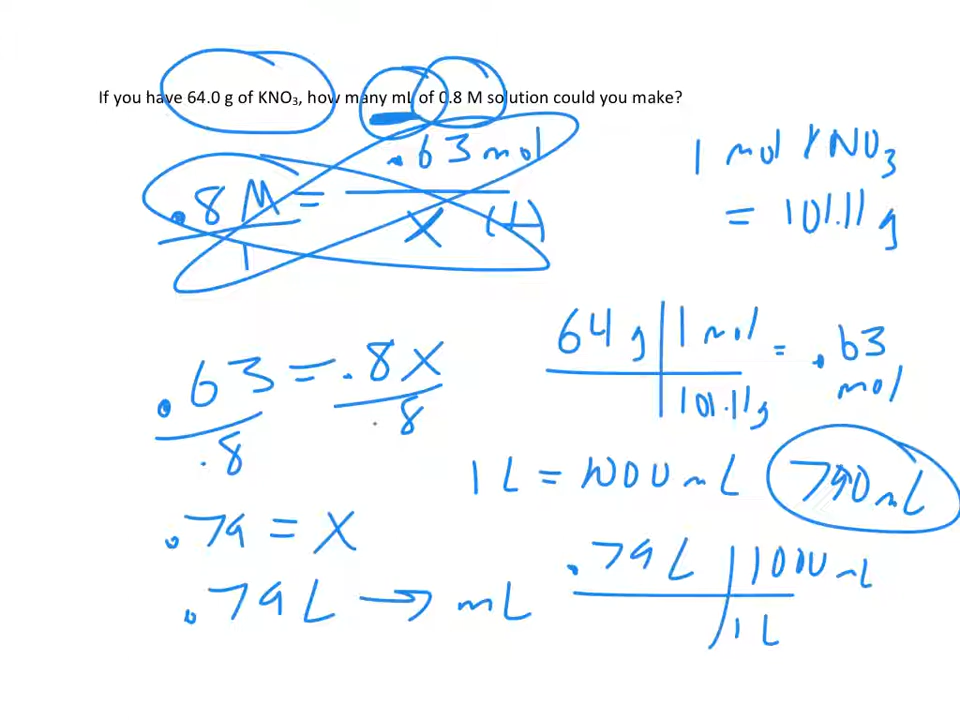 If you have 64.0 g of KNO₃, how many mL of 0.8 M solution could you make?
.8 M / 1 = .63 mol / X (L)
1 mol KNO₃
= 101.11 g
64 g | 1 mol / 101.11 g = .63 mol
.63 / .8 = .8X / .8
1 L = 1000 mL
790 mL
.79 = X
.79 L | 1000 mL / 1 L
.79 L → mL